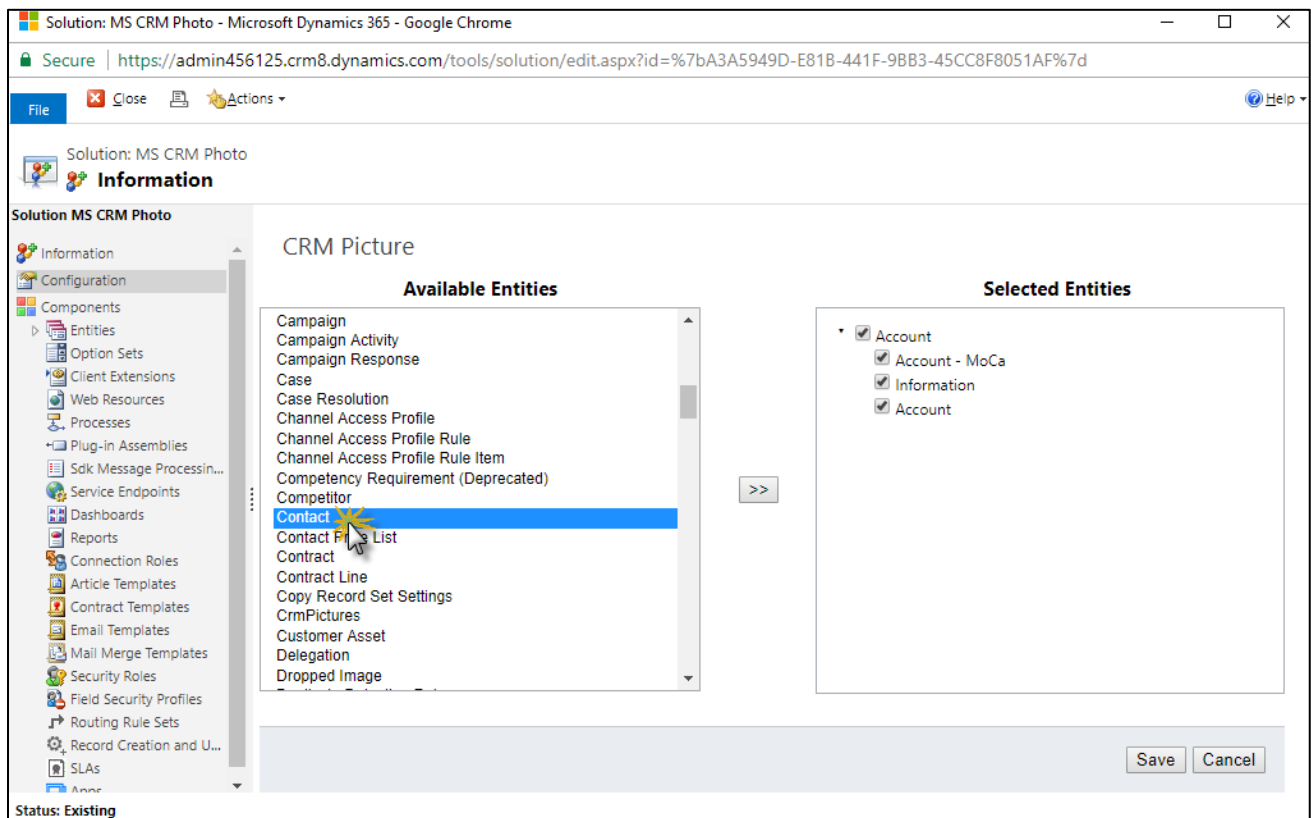 Solution: MS CRM Photo - Microsoft Dynamics 365 - Google Chrome
Secure | https://admin456125.crm8.dynamics.com/tools/solution/edit.aspx?id=%7bA3A5949D-E81B-441F-9BB3-45CC8F8051AF%7d
File Close Actions Help
Solution: MS CRM Photo
Information
Solution MS CRM Photo
Information
Configuration
Components
Entities
Option Sets
Client Extensions
Web Resources
Processes
Plug-in Assemblies
Sdk Message Processin...
Service Endpoints
Dashboards
Reports
Connection Roles
Article Templates
Contract Templates
Email Templates
Mail Merge Templates
Security Roles
Field Security Profiles
Routing Rule Sets
Record Creation and U...
SLAs
Apps
CRM Picture
Available Entities
Campaign
Campaign Activity
Campaign Response
Case
Case Resolution
Channel Access Profile
Channel Access Profile Rule
Channel Access Profile Rule Item
Competency Requirement (Deprecated)
Competitor
Contact
Contact Price List
Contract
Contract Line
Copy Record Set Settings
CrmPictures
Customer Asset
Delegation
Dropped Image
>>
Selected Entities
Account
Account - MoCa
Information
Account
Save Cancel
Status: Existing